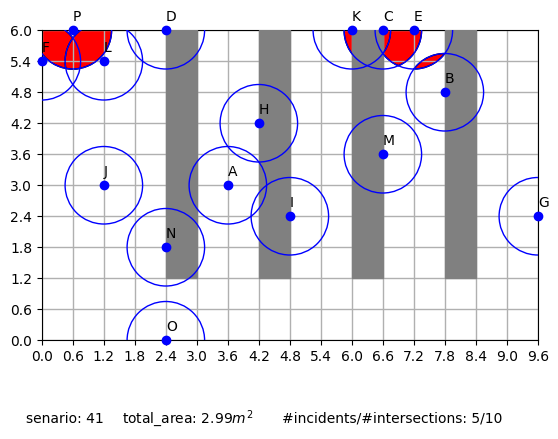 P D K C E
6.0
F L
5.4
B
4.8
H
4.2
M
3.6
J A
3.0
I G
2.4
N
1.8
1.2
0.6
O
0.0
0.0 0.6 1.2 1.8 2.4 3.0 3.6 4.2 4.8 5.4 6.0 6.6 7.2 7.8 8.4 9.0 9.6
senario: 41 total_area: 2.99m² #incidents/#intersections: 5/10